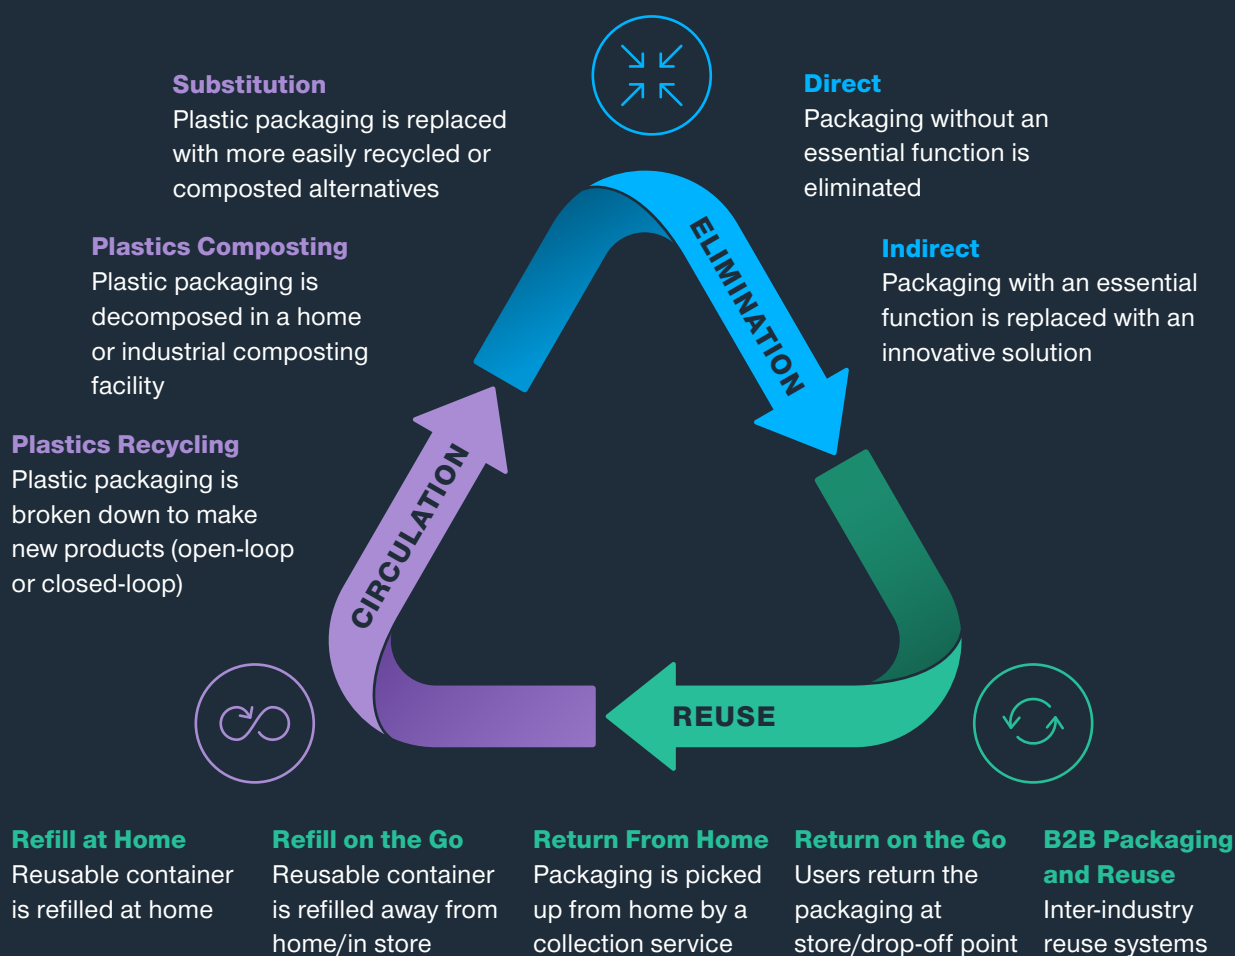 Substitution
Plastic packaging is replaced
with more easily recycled or
composted alternatives
Direct
Packaging without an
essential function is
eliminated
Plastics Composting
Plastic packaging is
decomposed in a home
or industrial composting
facility
Indirect
Packaging with an essential
function is replaced with an
innovative solution
Plastics Recycling
Plastic packaging is
broken down to make
new products (open-loop
or closed-loop)
ELIMINATION
CIRCULATION
REUSE
Refill at Home
Reusable container
is refilled at home
Refill on the Go
Reusable container
is refilled away from
home/in store
Return From Home
Packaging is picked
up from home by a
collection service
Return on the Go
Users return the
packaging at
store/drop-off point
B2B Packaging
and Reuse
Inter-industry
reuse systems